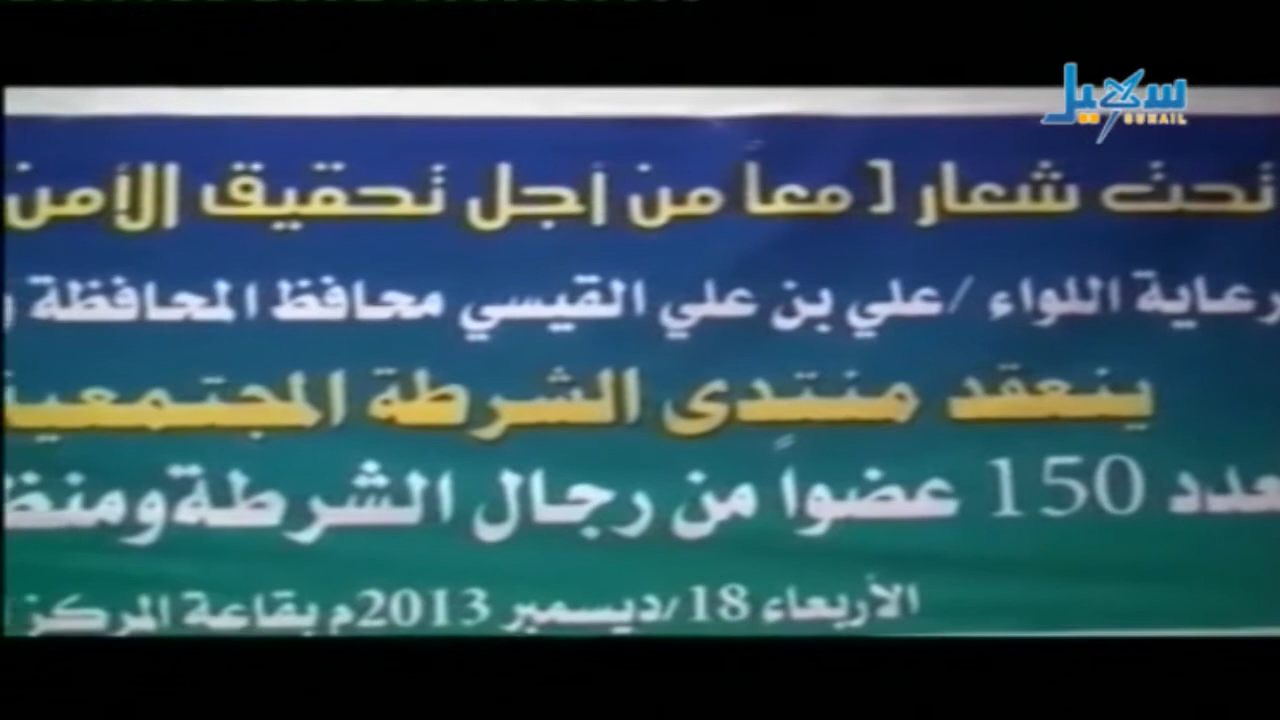 سهيل
SUHAIL
تحت شعار [ معاً من أجل تحقيق الأمن
رعاية اللواء / علي بن علي القيسي محافظ المحافظة
ينعقد منتدى الشرطة المجتمعية
عدد 150 عضواً من رجال الشرطة
الأربعاء 18/ديسمبر 2013م بقاعة المركز